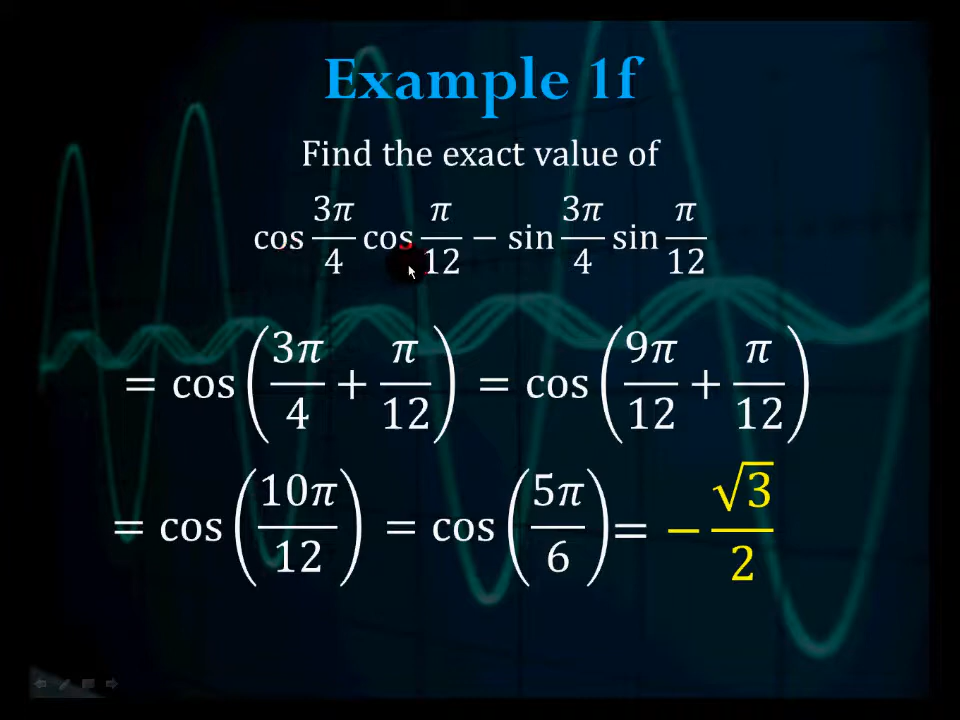 Example 1f
Find the exact value of
cos 3π/4 cos π/12 − sin 3π/4 sin π/12
= cos (3π/4 + π/12) = cos (9π/12 + π/12)
= cos (10π/12) = cos (5π/6) = − √3/2